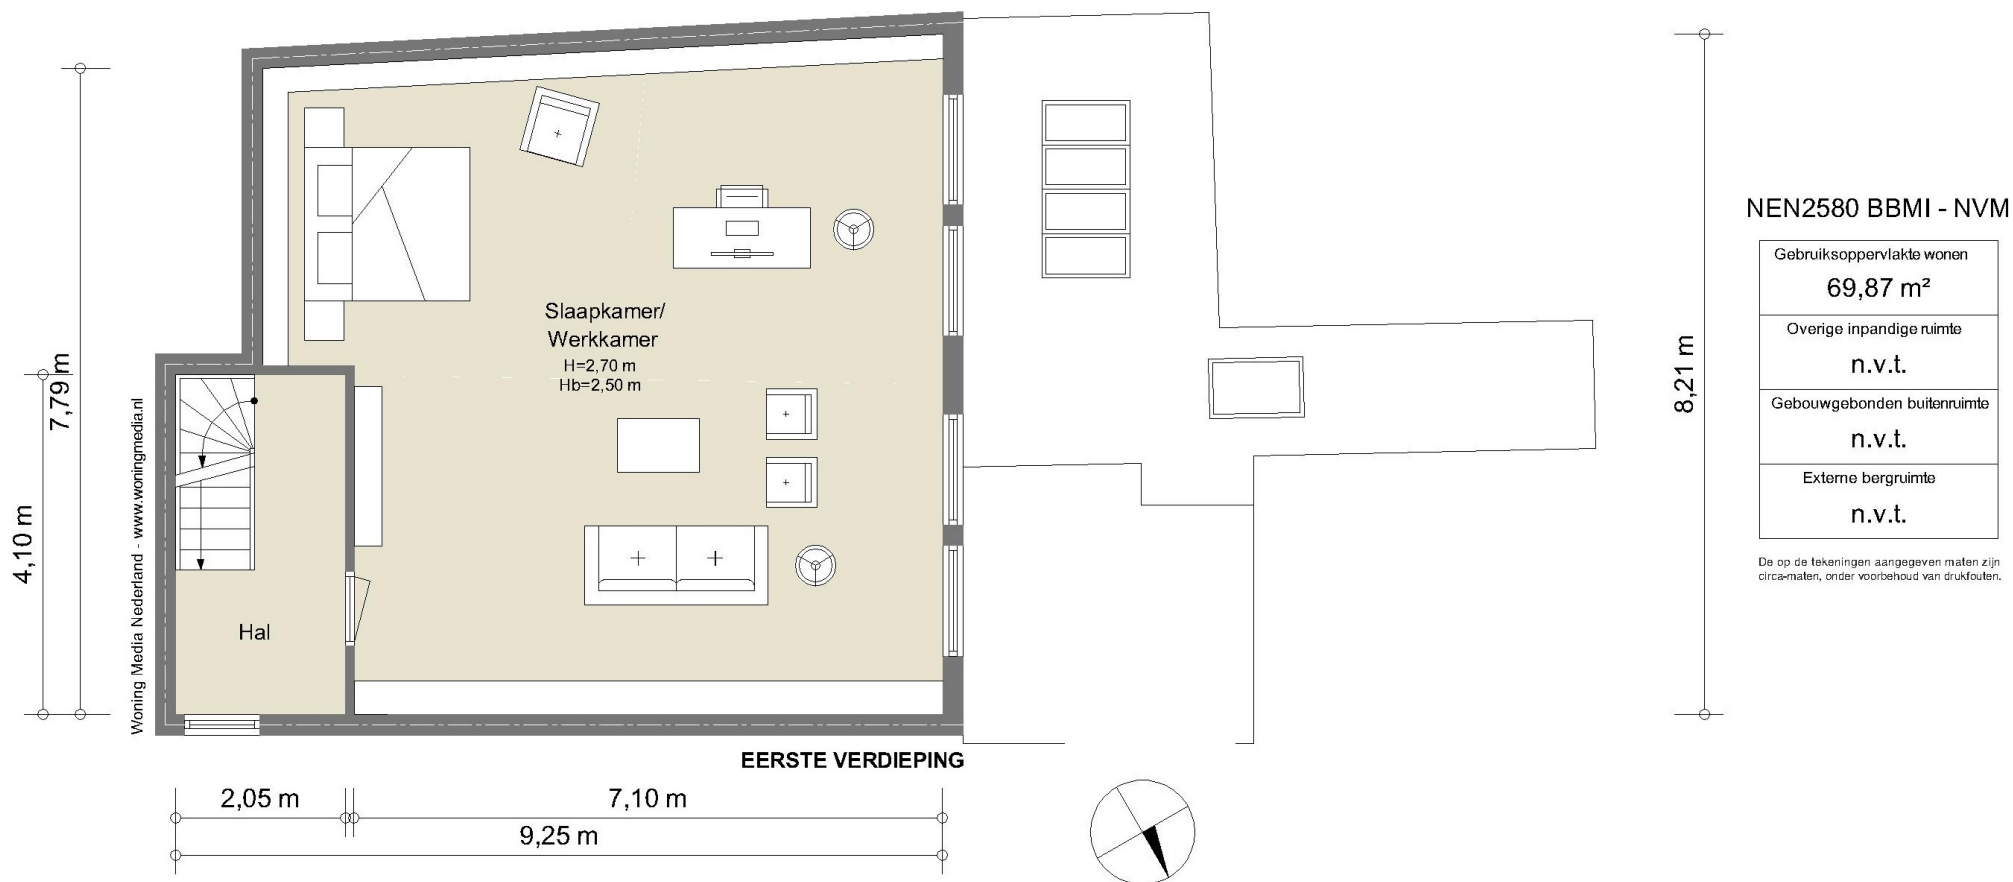 7,79 m
4,10 m
Woning Media Nederland - www.woningmedia.nl
Slaapkamer/
Werkkamer
H=2,70 m
Hb=2,50 m
Hal
EERSTE VERDIEPING
2,05 m
7,10 m
9,25 m
8,21 m
NEN2580 BBMI - NVM
Gebruiksoppervlakte wonen
69,87 m²
Overige inpandige ruimte
n.v.t.
Gebouwgebonden buitenruimte
n.v.t.
Externe bergruimte
n.v.t.
De op de tekeningen aangegeven maten zijn
circa-maten, onder voorbehoud van drukfouten.